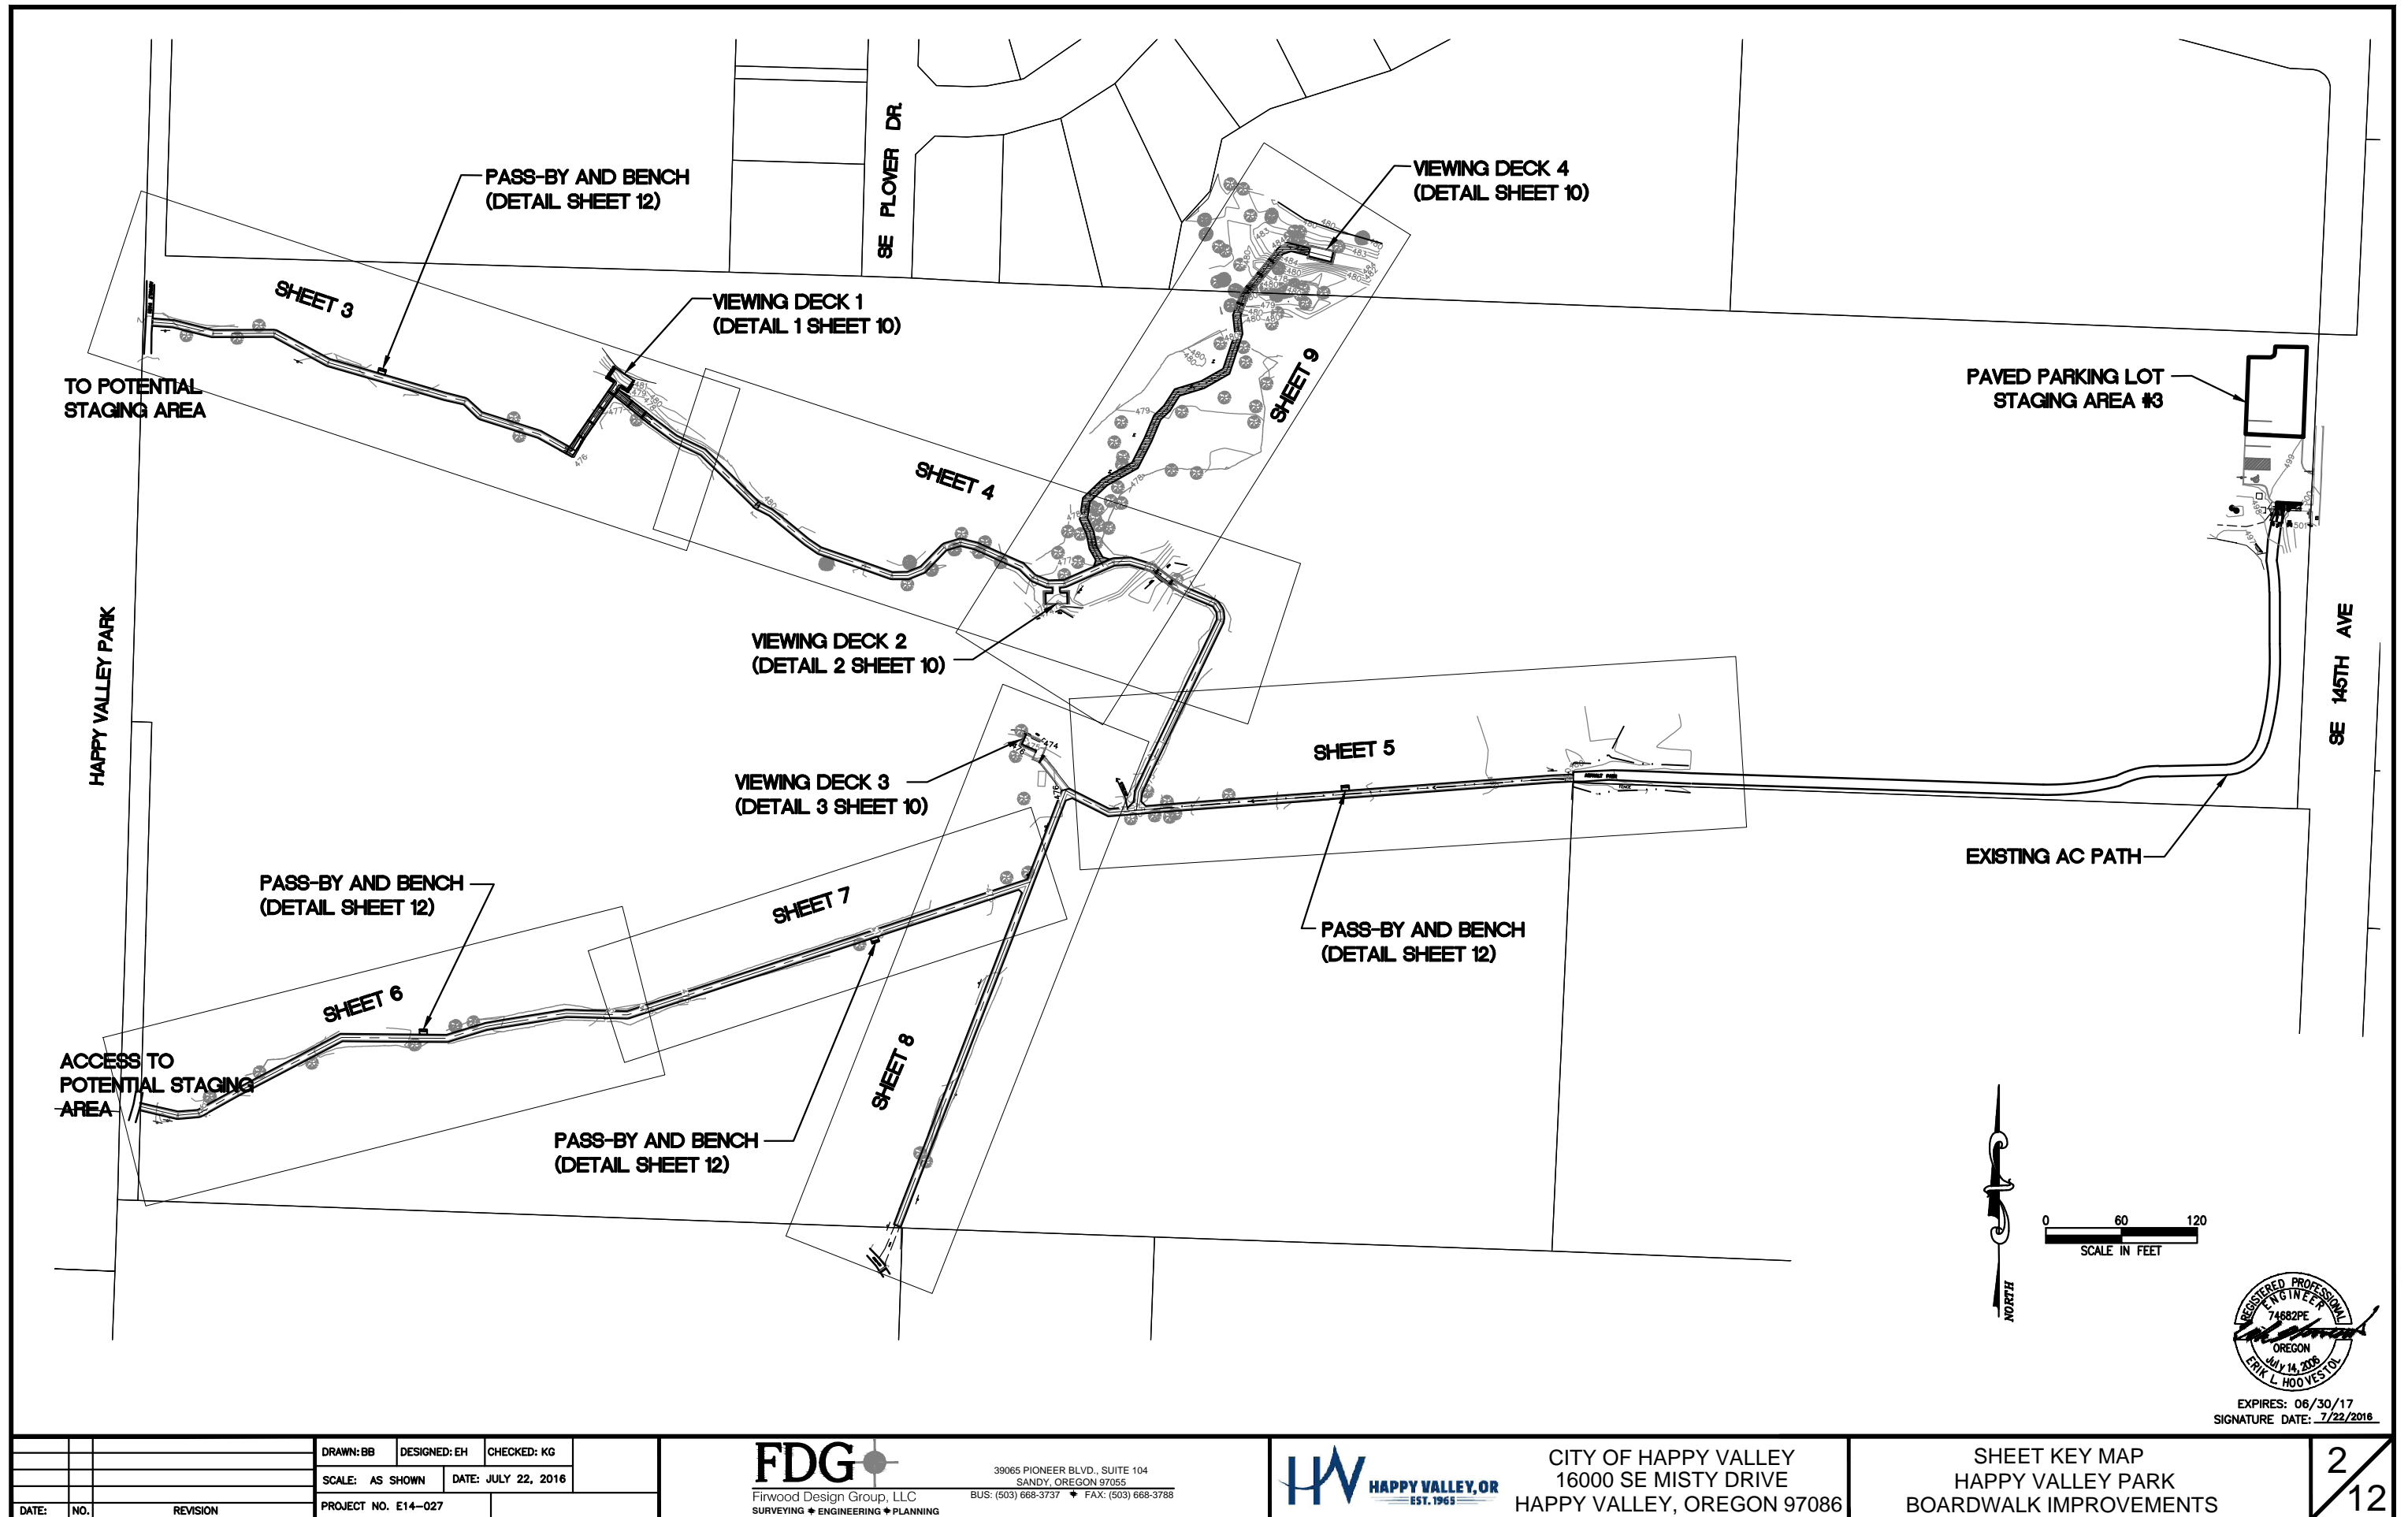 PASS-BY AND BENCH
(DETAIL SHEET 12)
SE PLOVER DR.
VIEWING DECK 4
(DETAIL SHEET 10)
SHEET 3
VIEWING DECK 1
(DETAIL 1 SHEET 10)
TO POTENTIAL
STAGING AREA
SHEET 4
SHEET 9
PAVED PARKING LOT
STAGING AREA #3
HAPPY VALLEY PARK
VIEWING DECK 2
(DETAIL 2 SHEET 10)
SE 145TH AVE
SHEET 5
VIEWING DECK 3
(DETAIL 3 SHEET 10)
EXISTING AC PATH
PASS-BY AND BENCH
(DETAIL SHEET 12)
SHEET 7
PASS-BY AND BENCH
(DETAIL SHEET 12)
SHEET 6
SHEET 8
ACCESS TO
POTENTIAL STAGING
AREA
PASS-BY AND BENCH
(DETAIL SHEET 12)
0 60 120
SCALE IN FEET
NORTH
REGISTERED PROFESSIONAL
ENGINEER
74682PE
OREGON
July 14, 2006
ERIK L. HOOVESTOL
EXPIRES: 06/30/17
SIGNATURE DATE: 7/22/2016
DATE: NO. REVISION
DRAWN: BB DESIGNED: EH CHECKED: KG
SCALE: AS SHOWN DATE: JULY 22, 2016
PROJECT NO. E14-027
FDG
Firwood Design Group, LLC
SURVEYING ENGINEERING PLANNING
39065 PIONEER BLVD., SUITE 104
SANDY, OREGON 97055
BUS: (503) 668-3737 FAX: (503) 668-3788
HV HAPPY VALLEY, OR
EST. 1965
CITY OF HAPPY VALLEY
16000 SE MISTY DRIVE
HAPPY VALLEY, OREGON 97086
SHEET KEY MAP
HAPPY VALLEY PARK
BOARDWALK IMPROVEMENTS
2/12